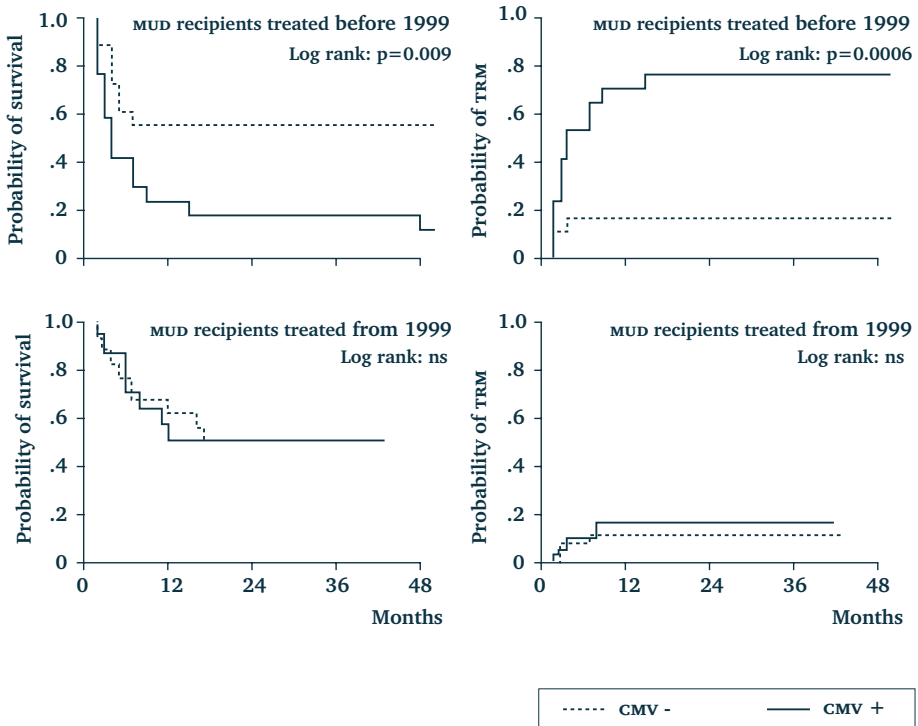 MUD recipients treated before 1999
Log rank: p=0.009
Probability of survival
1.0
.8
.6
.4
.2
0
MUD recipients treated before 1999
Log rank: p=0.0006
Probability of TRM
1.0
.8
.6
.4
.2
0
MUD recipients treated from 1999
Log rank: ns
Probability of survival
1.0
.8
.6
.4
.2
0
0 12 24 36 48
Months
MUD recipients treated from 1999
Log rank: ns
Probability of TRM
1.0
.8
.6
.4
.2
0
0 12 24 36 48
Months
CMV - CMV +